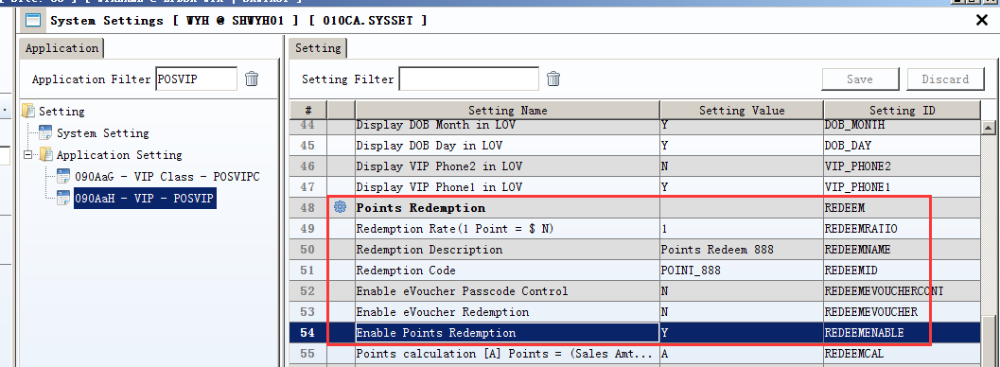 System Settings [ WYH @ SHWYH01 ] [ 010CA.SYSSET ]
Application
Setting
Application Filter POSVIP
Setting Filter
Save
Discard
Setting
System Setting
Application Setting
090AaG - VIP Class - POSVIPC
090AaH - VIP - POSVIP
# Setting Name Setting Value Setting ID
44 Display DOB Month in LOV Y DOB_MONTH
45 Display DOB Day in LOV Y DOB_DAY
46 Display VIP Phone2 in LOV N VIP_PHONE2
47 Display VIP Phone1 in LOV Y VIP_PHONE1
48 Points Redemption REDEEM
49 Redemption Rate(1 Point = $ N) 1 REDEEMRATIO
50 Redemption Description Points Redeem 888 REDEEMNAME
51 Redemption Code POINT_888 REDEEMID
52 Enable eVoucher Passcode Control N REDEEMEVOUCHERCONT
53 Enable eVoucher Redemption N REDEEMEVOUCHER
54 Enable Points Redemption Y REDEEMENABLE
55 Points calculation [A] Points = (Sales Amt... A REDEEMCAL